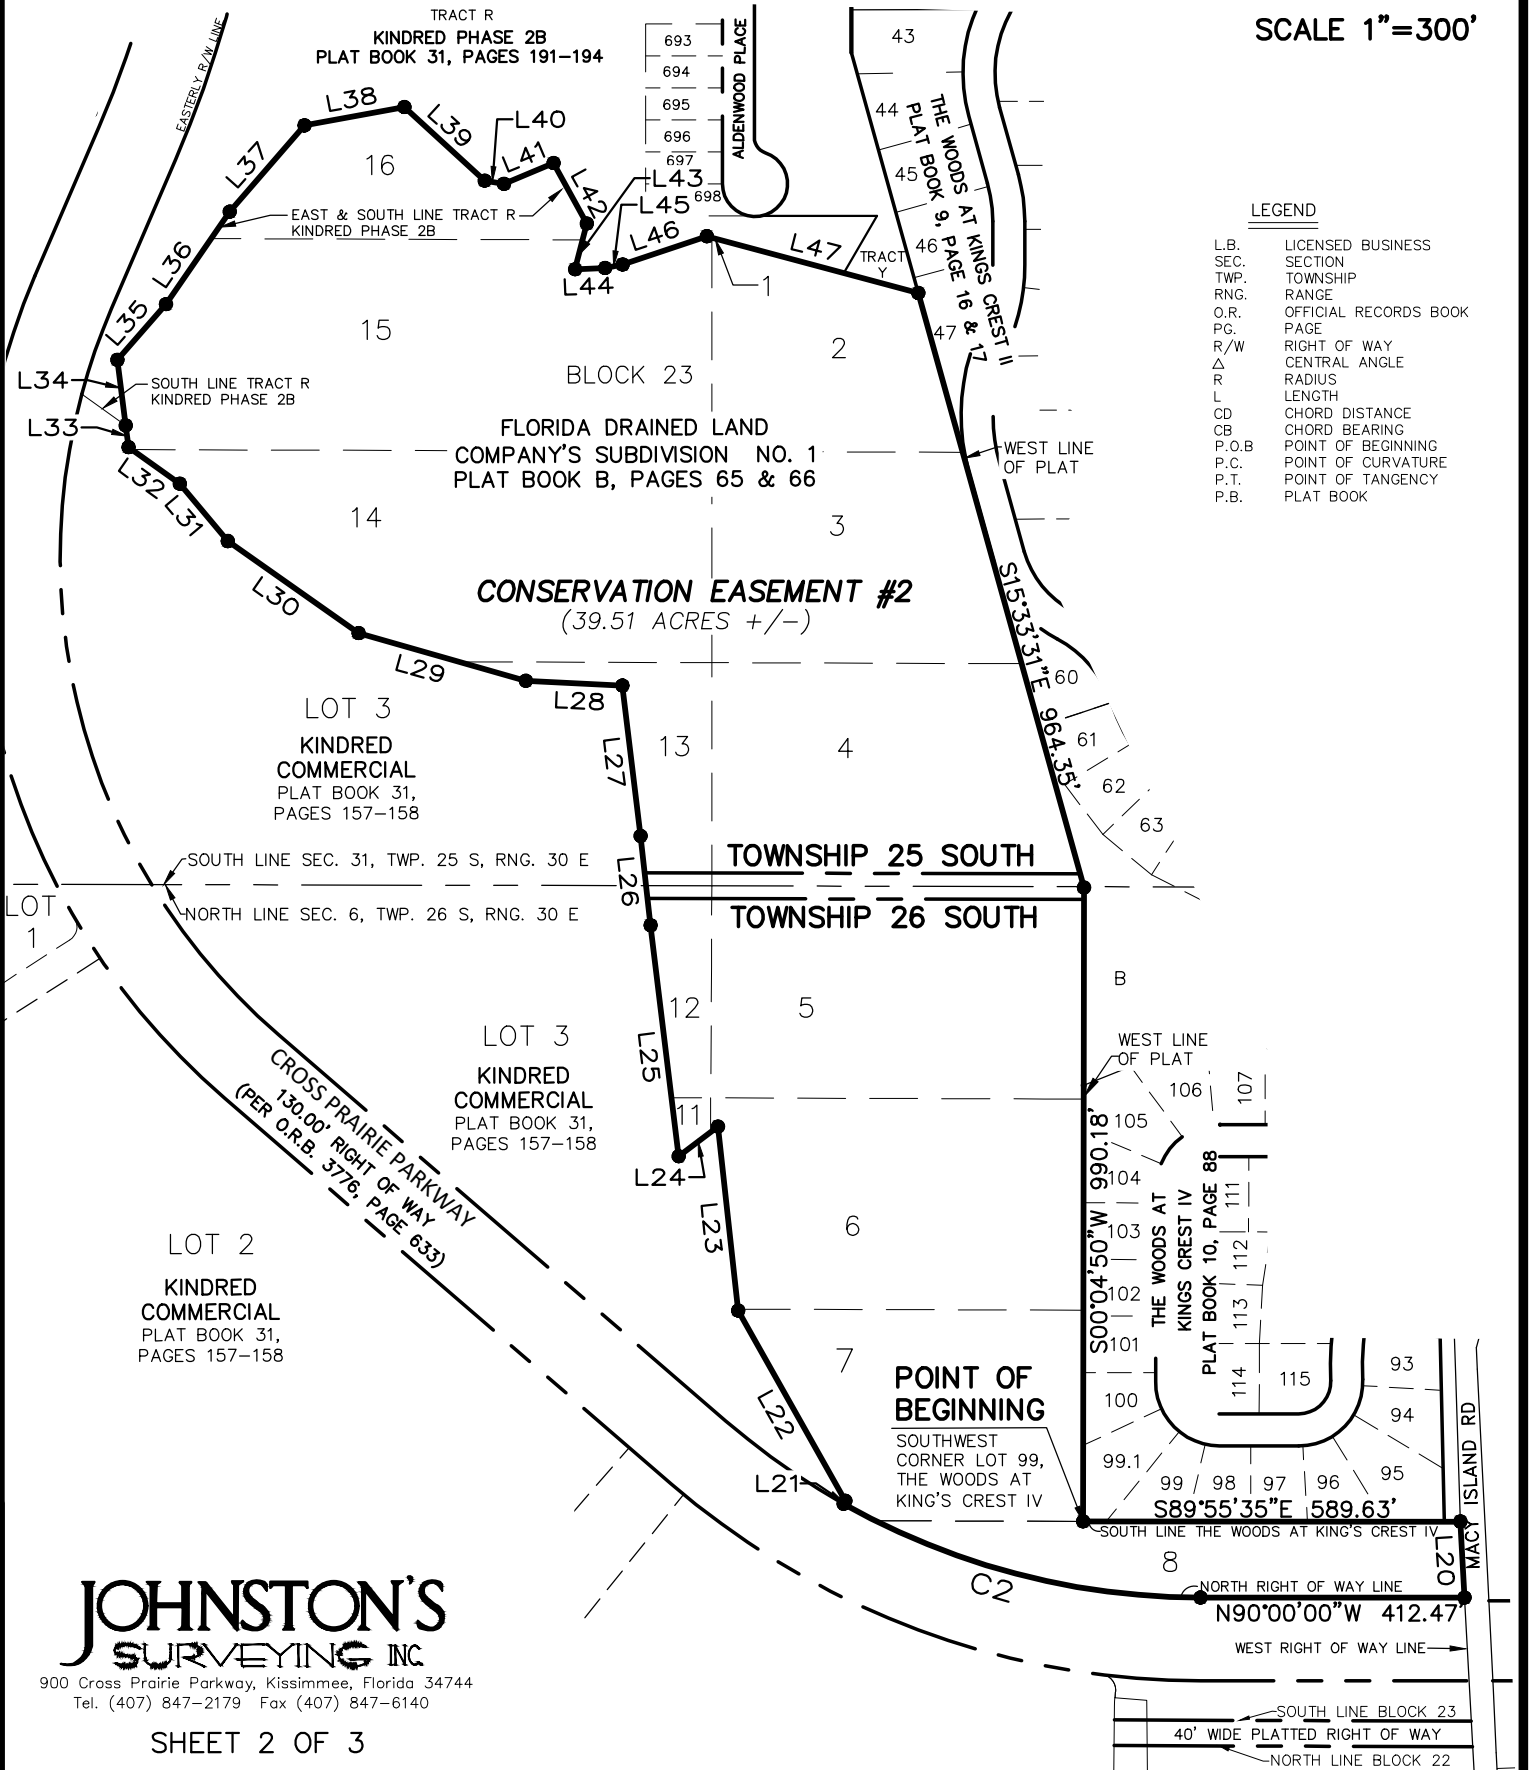 TRACT R
KINDRED PHASE 2B
PLAT BOOK 31, PAGES 191-194
SCALE 1"=300'
EASTERLY R/W LINE
693
694
695
696
697
698
ALDENWOOD PLACE
43
44
45
46
47
THE WOODS AT KINGS CREST II
PLAT BOOK 9, PAGE 16 & 17
L38
L39
L40
L41
L42
L43
L45
L46
L44
L47
L37
L36
L35
L34
L33
L32
L31
L30
L29
L28
L27
L26
L25
L24
L23
L22
L21
L20
C2
16
EAST & SOUTH LINE TRACT R
KINDRED PHASE 2B
TRACT
Y
1
15
2
SOUTH LINE TRACT R
KINDRED PHASE 2B
BLOCK 23
FLORIDA DRAINED LAND
COMPANY'S SUBDIVISION NO. 1
PLAT BOOK B, PAGES 65 & 66
WEST LINE
OF PLAT
14
3
CONSERVATION EASEMENT #2
(39.51 ACRES +/-)
S15°33'31"E 964.35'
60
61
62
63
LEGEND
L.B. LICENSED BUSINESS
SEC. SECTION
TWP. TOWNSHIP
RNG. RANGE
O.R. OFFICIAL RECORDS BOOK
PG. PAGE
R/W RIGHT OF WAY
△ CENTRAL ANGLE
R RADIUS
L LENGTH
CD CHORD DISTANCE
CB CHORD BEARING
P.O.B POINT OF BEGINNING
P.C. POINT OF CURVATURE
P.T. POINT OF TANGENCY
P.B. PLAT BOOK
LOT 3
KINDRED
COMMERCIAL
PLAT BOOK 31,
PAGES 157-158
13
4
SOUTH LINE SEC. 31, TWP. 25 S, RNG. 30 E
NORTH LINE SEC. 6, TWP. 26 S, RNG. 30 E
TOWNSHIP 25 SOUTH
TOWNSHIP 26 SOUTH
LOT
1
12
5
B
LOT 3
KINDRED
COMMERCIAL
PLAT BOOK 31,
PAGES 157-158
WEST LINE
OF PLAT
CROSS PRAIRIE PARKWAY
130.00' RIGHT OF WAY
(PER O.R.B. 3776, PAGE 633)
11
6
7
8
S00°04'50"W 990.18'
106
107
105
104
103
102
101
100
99.1
99
98
97
96
95
94
93
111
112
113
114
115
THE WOODS AT
KINGS CREST IV
PLAT BOOK 10, PAGE 88
LOT 2
KINDRED
COMMERCIAL
PLAT BOOK 31,
PAGES 157-158
POINT OF
BEGINNING
SOUTHWEST
CORNER LOT 99,
THE WOODS AT
KING'S CREST IV
S89°55'35"E 589.63'
SOUTH LINE THE WOODS AT KING'S CREST IV
MACY ISLAND RD
NORTH RIGHT OF WAY LINE
N90°00'00"W 412.47'
WEST RIGHT OF WAY LINE
SOUTH LINE BLOCK 23
40' WIDE PLATTED RIGHT OF WAY
NORTH LINE BLOCK 22
JOHNSTON'S
SURVEYING INC.
900 Cross Prairie Parkway, Kissimmee, Florida 34744
Tel. (407) 847-2179 Fax (407) 847-6140
SHEET 2 OF 3